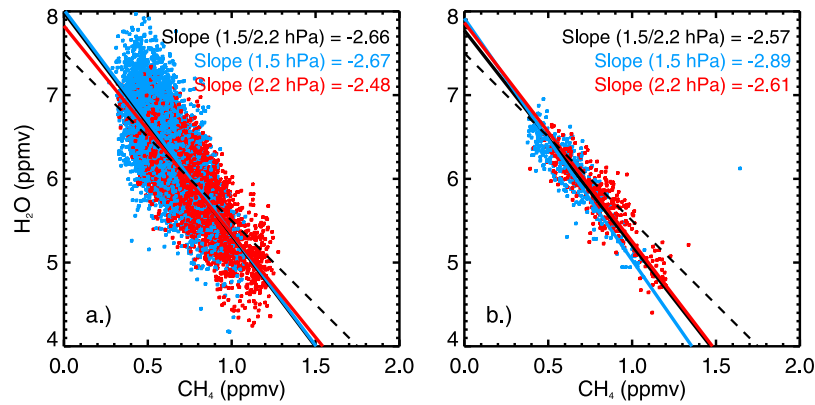 8
7
6
5
4
H₂O (ppmv)
Slope (1.5/2.2 hPa) = -2.66
Slope (1.5 hPa) = -2.67
Slope (2.2 hPa) = -2.48
a.)
0.0 0.5 1.0 1.5 2.0
CH₄ (ppmv)
8
7
6
5
4
Slope (1.5/2.2 hPa) = -2.57
Slope (1.5 hPa) = -2.89
Slope (2.2 hPa) = -2.61
b.)
0.0 0.5 1.0 1.5 2.0
CH₄ (ppmv)